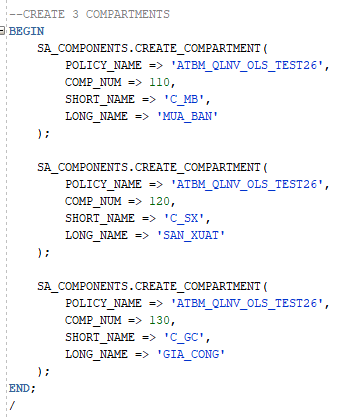 --CREATE 3 COMPARTMENTS
BEGIN
    SA_COMPONENTS.CREATE_COMPARTMENT(
        POLICY_NAME => 'ATBM_QLNV_OLS_TEST26',
        COMP_NUM => 110,
        SHORT_NAME => 'C_MB',
        LONG_NAME => 'MUA_BAN'
    );
    SA_COMPONENTS.CREATE_COMPARTMENT(
        POLICY_NAME => 'ATBM_QLNV_OLS_TEST26',
        COMP_NUM => 120,
        SHORT_NAME => 'C_SX',
        LONG_NAME => 'SAN_XUAT'
    );
    SA_COMPONENTS.CREATE_COMPARTMENT(
        POLICY_NAME => 'ATBM_QLNV_OLS_TEST26',
        COMP_NUM => 130,
        SHORT_NAME => 'C_GC',
        LONG_NAME => 'GIA_CONG'
    );
END;
/